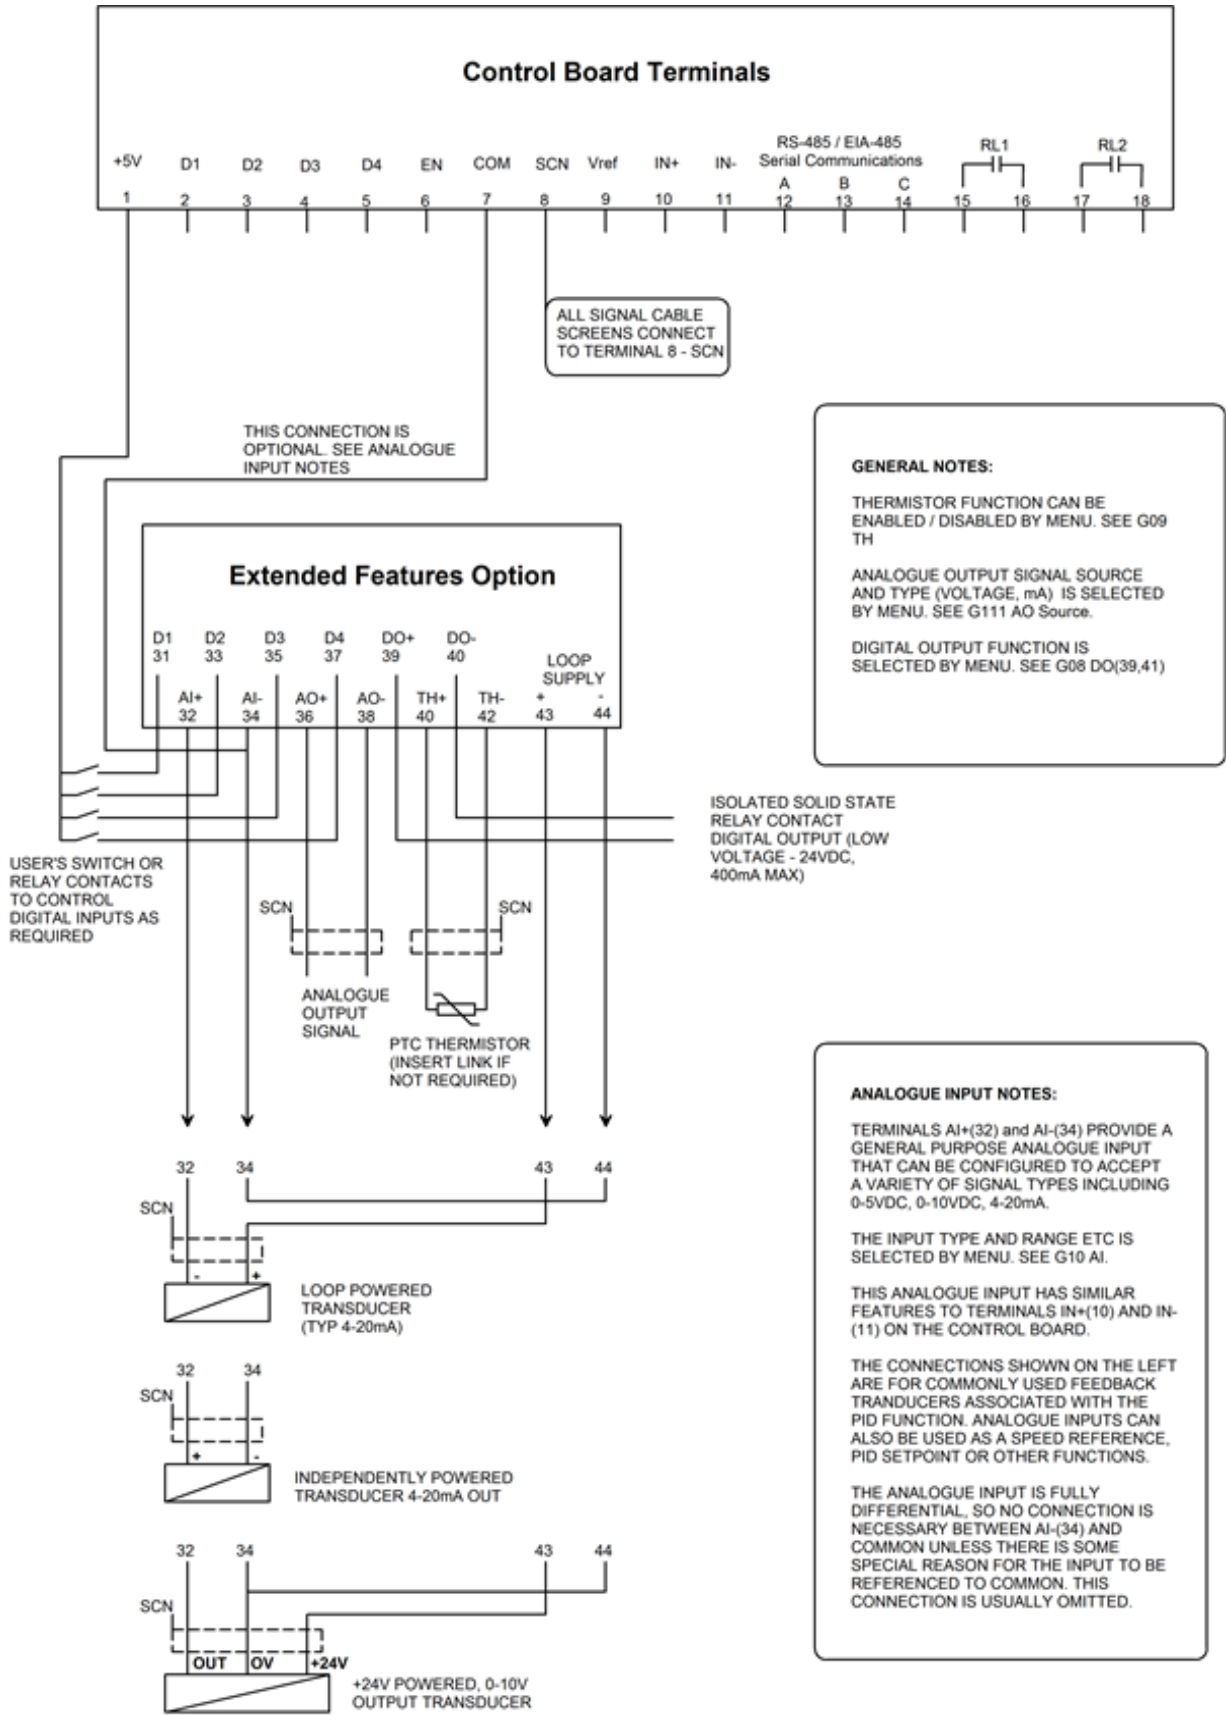 Control Board Terminals
RS-485 / EIA-485
Serial Communications
RL1
RL2
+5V D1 D2 D3 D4 EN COM SCN Vref IN+ IN-
A B C
1 2 3 4 5 6 7 8 9 10 11 12 13 14 15 16 17 18
ALL SIGNAL CABLE
SCREENS CONNECT
TO TERMINAL 8 - SCN
THIS CONNECTION IS
OPTIONAL. SEE ANALOGUE
INPUT NOTES
GENERAL NOTES:
THERMISTOR FUNCTION CAN BE
ENABLED / DISABLED BY MENU. SEE G09
TH
ANALOGUE OUTPUT SIGNAL SOURCE
AND TYPE (VOLTAGE, mA) IS SELECTED
BY MENU. SEE G111 AO Source.
DIGITAL OUTPUT FUNCTION IS
SELECTED BY MENU. SEE G08 DO(39,41)
Extended Features Option
D1 D2 D3 D4 DO+ DO-
31 33 35 37 39 40
LOOP
SUPPLY
AI+ AI- AO+ AO- TH+ TH- + -
32 34 36 38 40 42 43 44
ISOLATED SOLID STATE
RELAY CONTACT
DIGITAL OUTPUT (LOW
VOLTAGE - 24VDC,
400mA MAX)
USER'S SWITCH OR
RELAY CONTACTS
TO CONTROL
DIGITAL INPUTS AS
REQUIRED
SCN
SCN
ANALOGUE
OUTPUT
SIGNAL
PTC THERMISTOR
(INSERT LINK IF
NOT REQUIRED)
32 34 43 44
SCN
- +
LOOP POWERED
TRANSDUCER
(TYP 4-20mA)
32 34
SCN
+ -
INDEPENDENTLY POWERED
TRANSDUCER 4-20mA OUT
32 34 43 44
SCN
OUT OV +24V
+24V POWERED, 0-10V
OUTPUT TRANSDUCER
ANALOGUE INPUT NOTES:
TERMINALS AI+(32) and AI-(34) PROVIDE A
GENERAL PURPOSE ANALOGUE INPUT
THAT CAN BE CONFIGURED TO ACCEPT
A VARIETY OF SIGNAL TYPES INCLUDING
0-5VDC, 0-10VDC, 4-20mA.
THE INPUT TYPE AND RANGE ETC IS
SELECTED BY MENU. SEE G10 AI.
THIS ANALOGUE INPUT HAS SIMILAR
FEATURES TO TERMINALS IN+(10) AND IN-
(11) ON THE CONTROL BOARD.
THE CONNECTIONS SHOWN ON THE LEFT
ARE FOR COMMONLY USED FEEDBACK
TRANDUCERS ASSOCIATED WITH THE
PID FUNCTION. ANALOGUE INPUTS CAN
ALSO BE USED AS A SPEED REFERENCE,
PID SETPOINT OR OTHER FUNCTIONS.
THE ANALOGUE INPUT IS FULLY
DIFFERENTIAL, SO NO CONNECTION IS
NECESSARY BETWEEN AI-(34) AND
COMMON UNLESS THERE IS SOME
SPECIAL REASON FOR THE INPUT TO BE
REFERENCED TO COMMON. THIS
CONNECTION IS USUALLY OMITTED.